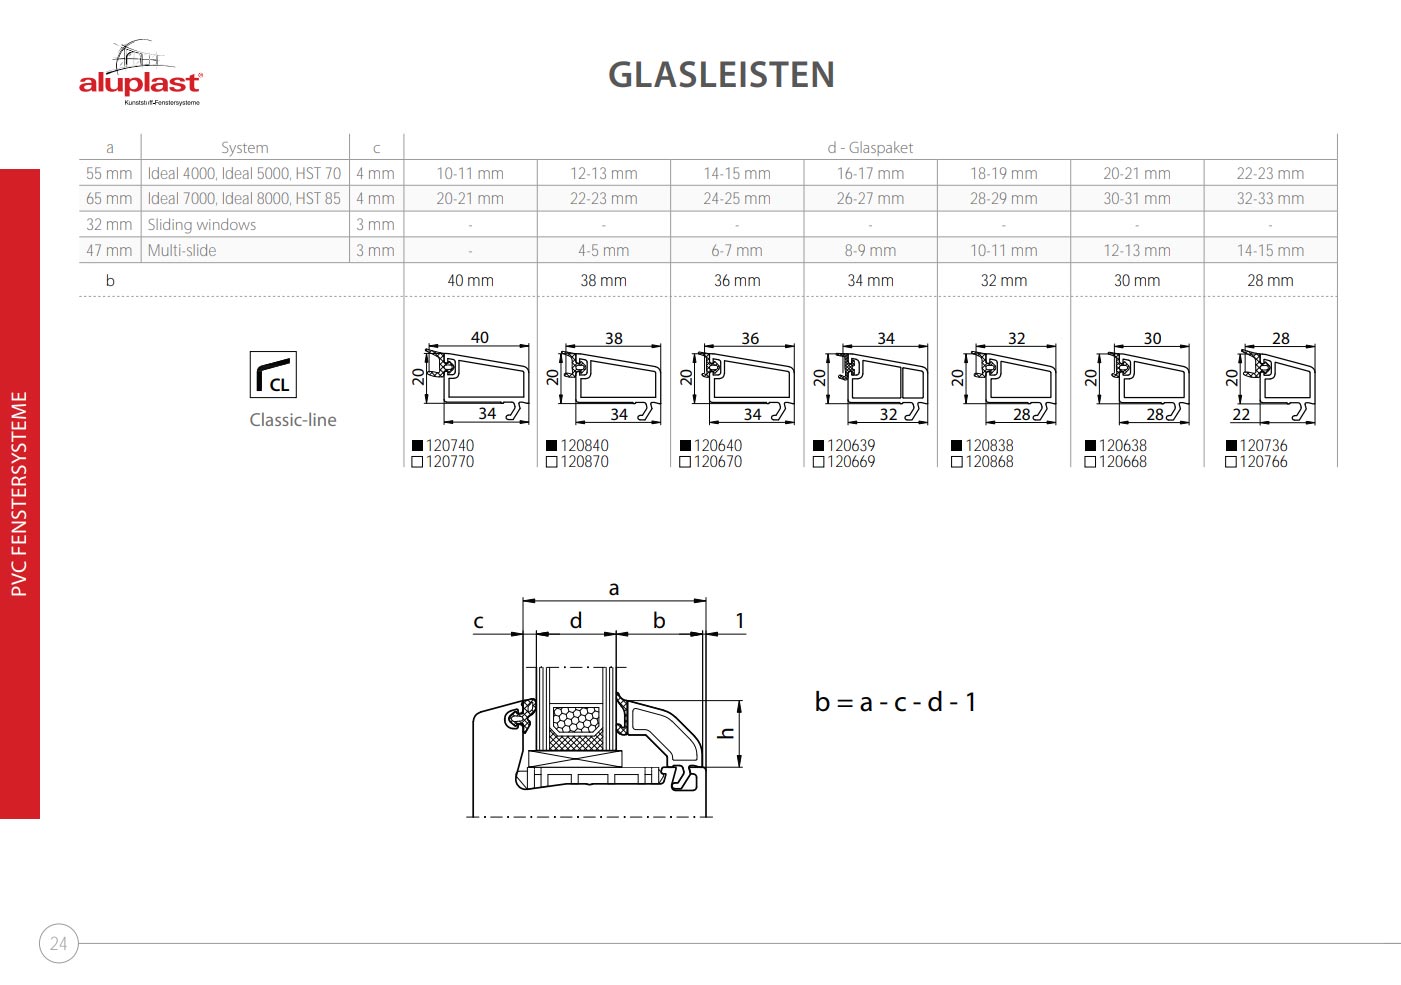 aluplast®
Kunststoff-Fenstersysteme
GLASLEISTEN
a System c d - Glaspaket
55 mm Ideal 4000, Ideal 5000, HST 70 4 mm 10-11 mm 12-13 mm 14-15 mm 16-17 mm 18-19 mm 20-21 mm 22-23 mm
65 mm Ideal 7000, Ideal 8000, HST 85 4 mm 20-21 mm 22-23 mm 24-25 mm 26-27 mm 28-29 mm 30-31 mm 32-33 mm
32 mm Sliding windows 3 mm - - - - - - -
47 mm Multi-slide 3 mm - 4-5 mm 6-7 mm 8-9 mm 10-11 mm 12-13 mm 14-15 mm
b 40 mm 38 mm 36 mm 34 mm 32 mm 30 mm 28 mm
40 38 36 34 32 30 28
20 20 20 20 20 20 20
CL
34 34 34 32 28 28 22
Classic-line
120740 120840 120640 120639 120838 120638 120736
120770 120870 120670 120669 120868 120668 120766
PVC FENSTERSYSTEME
a
c d b 1
h
b = a - c - d - 1
24